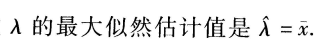 λ 的最大似然估计值是 λ̂ = x̄.